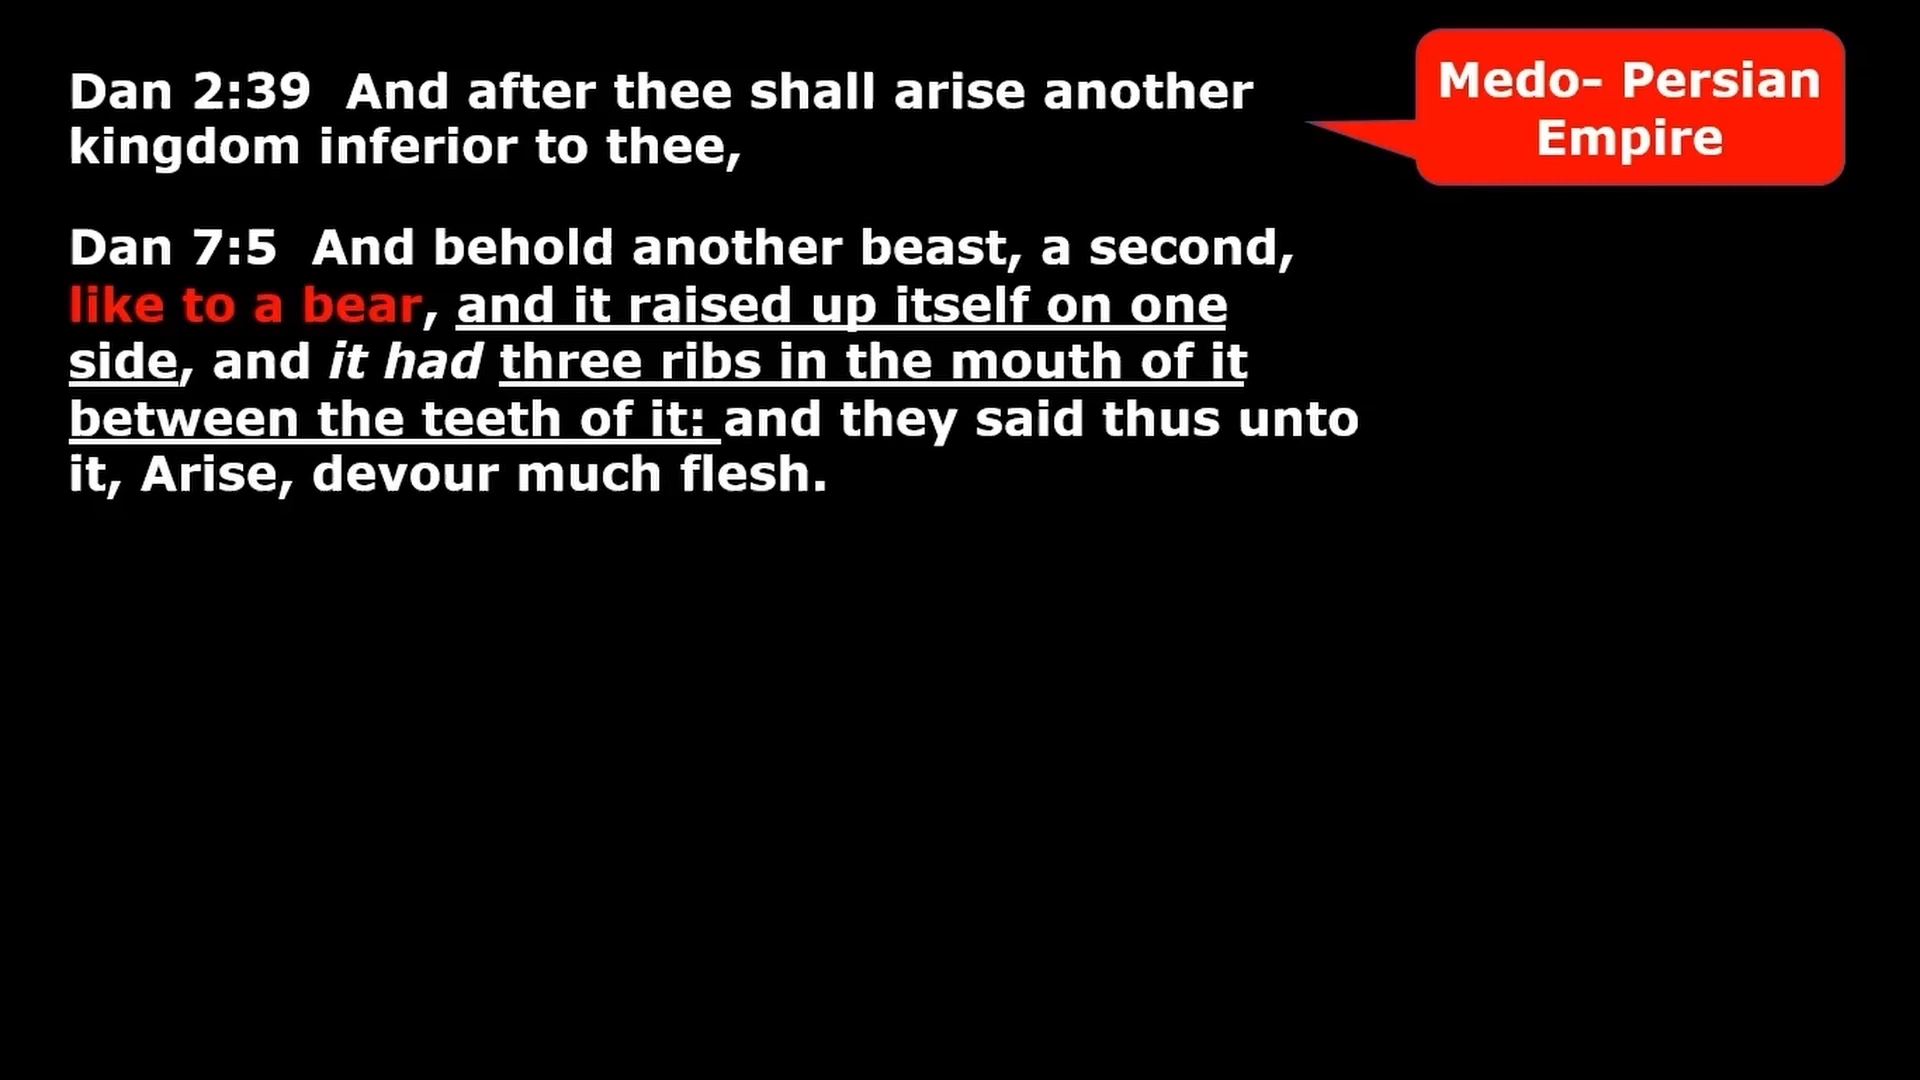 Dan 2:39  And after thee shall arise another
kingdom inferior to thee,
Medo- Persian
Empire
Dan 7:5  And behold another beast, a second,
like to a bear, and it raised up itself on one
side, and it had three ribs in the mouth of it
between the teeth of it: and they said thus unto
it, Arise, devour much flesh.